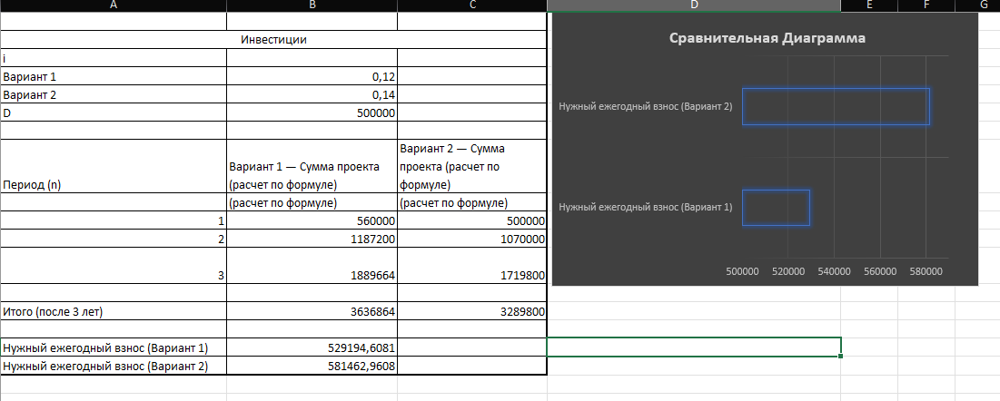 A B C D E F G
Инвестиции
i
Вариант 1 0,12
Вариант 2 0,14
D 500000
Вариант 2 — Сумма
Вариант 1 — Сумма проекта проекта (расчет по
Период (n) (расчет по формуле) формуле)
(расчет по формуле) (расчет по формуле)
1 560000 500000
2 1187200 1070000
3 1889664 1719800
Итого (после 3 лет) 3636864 3289800
Нужный ежегодный взнос (Вариант 1) 529194,6081
Нужный ежегодный взнос (Вариант 2) 581462,9608
Сравнительная Диаграмма
Нужный ежегодный взнос (Вариант 2)
Нужный ежегодный взнос (Вариант 1)
500000 520000 540000 560000 580000